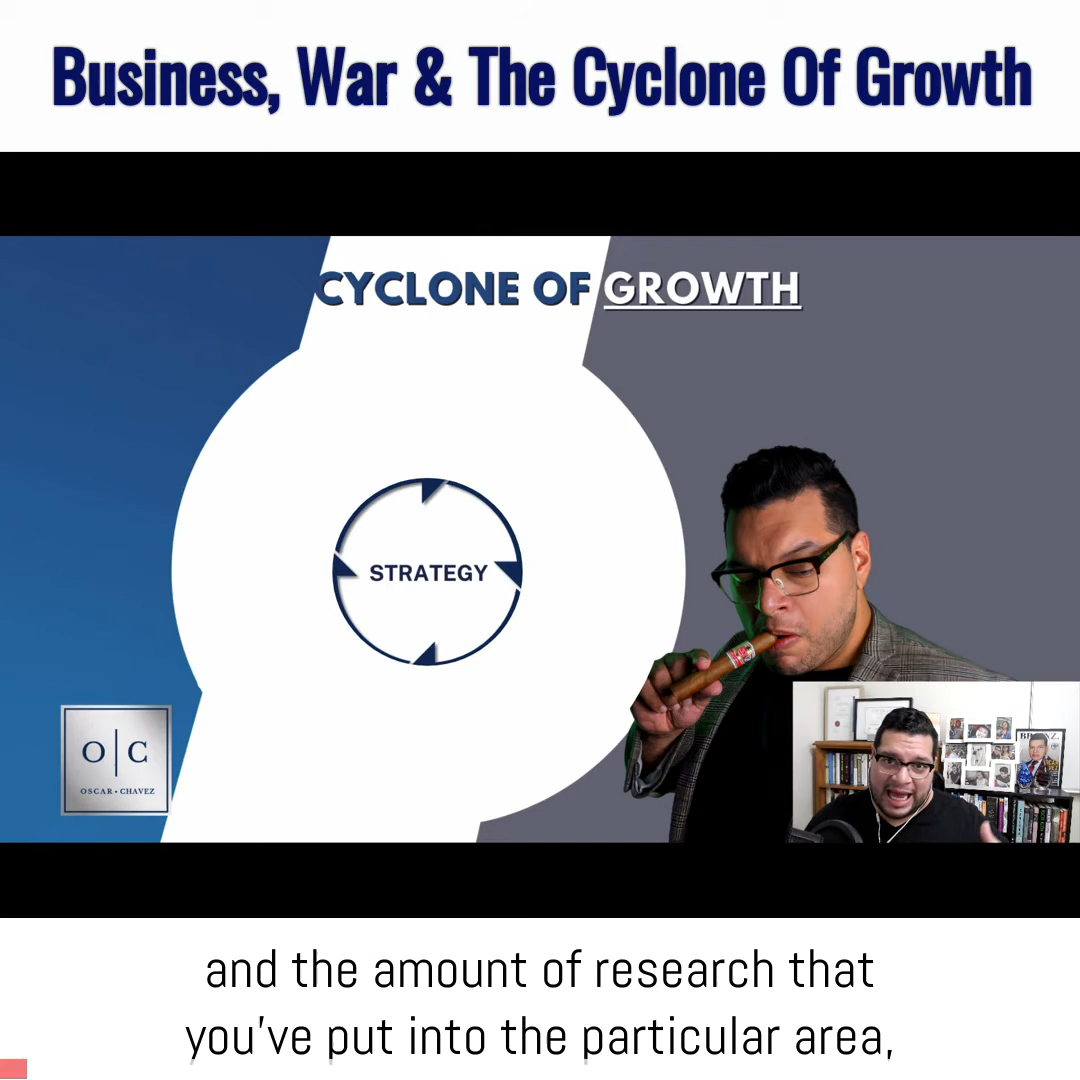 Business, War & The Cyclone Of Growth
CYCLONE OF GROWTH
STRATEGY
O|C
OSCAR • CHAVEZ
and the amount of research that
you've put into the particular area,